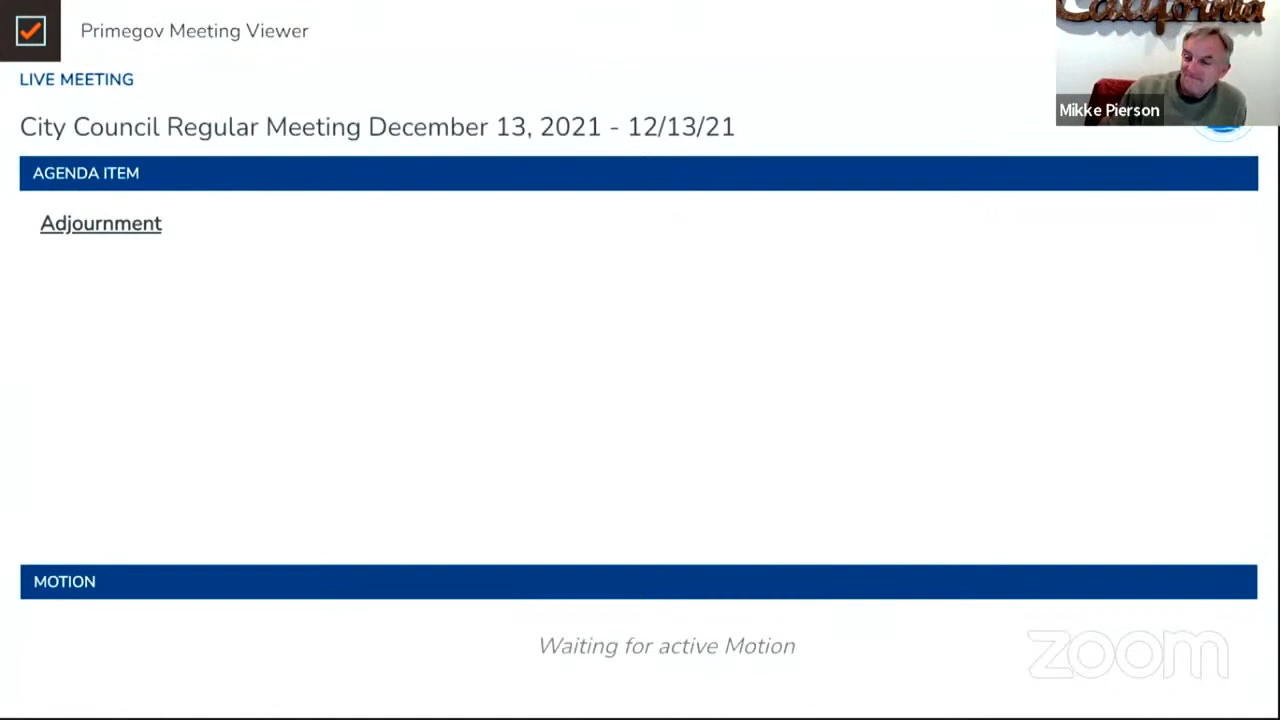 Primegov Meeting Viewer
California
LIVE MEETING
Mikke Pierson
City Council Regular Meeting December 13, 2021 - 12/13/21
AGENDA ITEM
Adjournment
MOTION
Waiting for active Motion
zoom